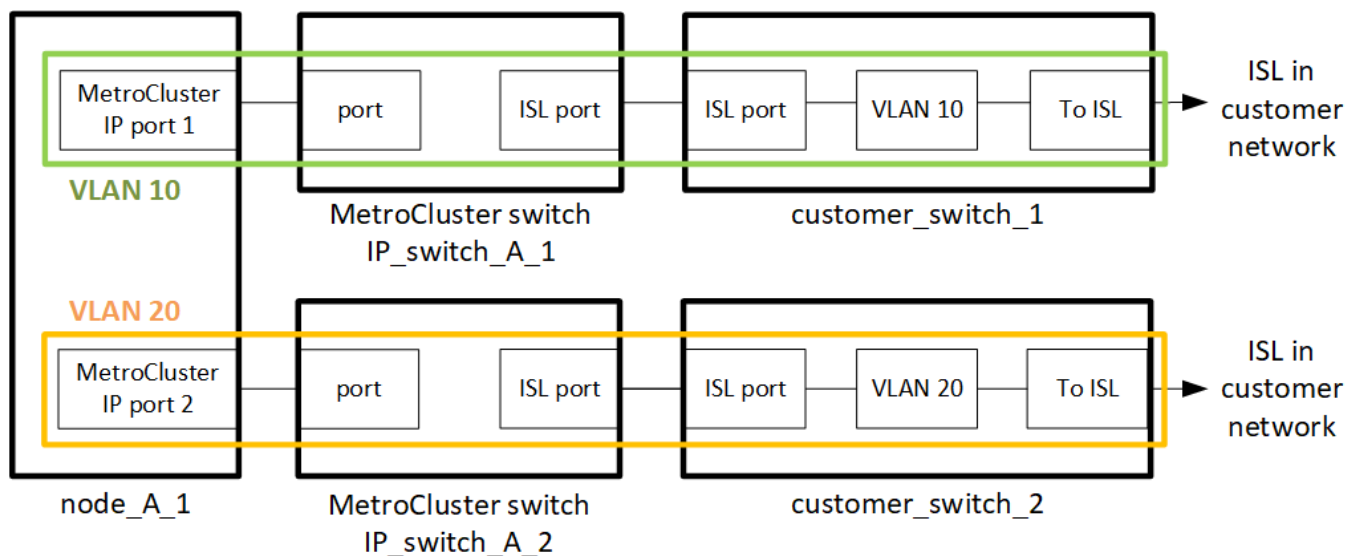 MetroCluster
IP port 1
port
ISL port
ISL port
VLAN 10
To ISL
ISL in
customer
network
VLAN 10
MetroCluster switch
IP_switch_A_1
customer_switch_1
VLAN 20
MetroCluster
IP port 2
port
ISL port
ISL port
VLAN 20
To ISL
ISL in
customer
network
node_A_1
MetroCluster switch
IP_switch_A_2
customer_switch_2